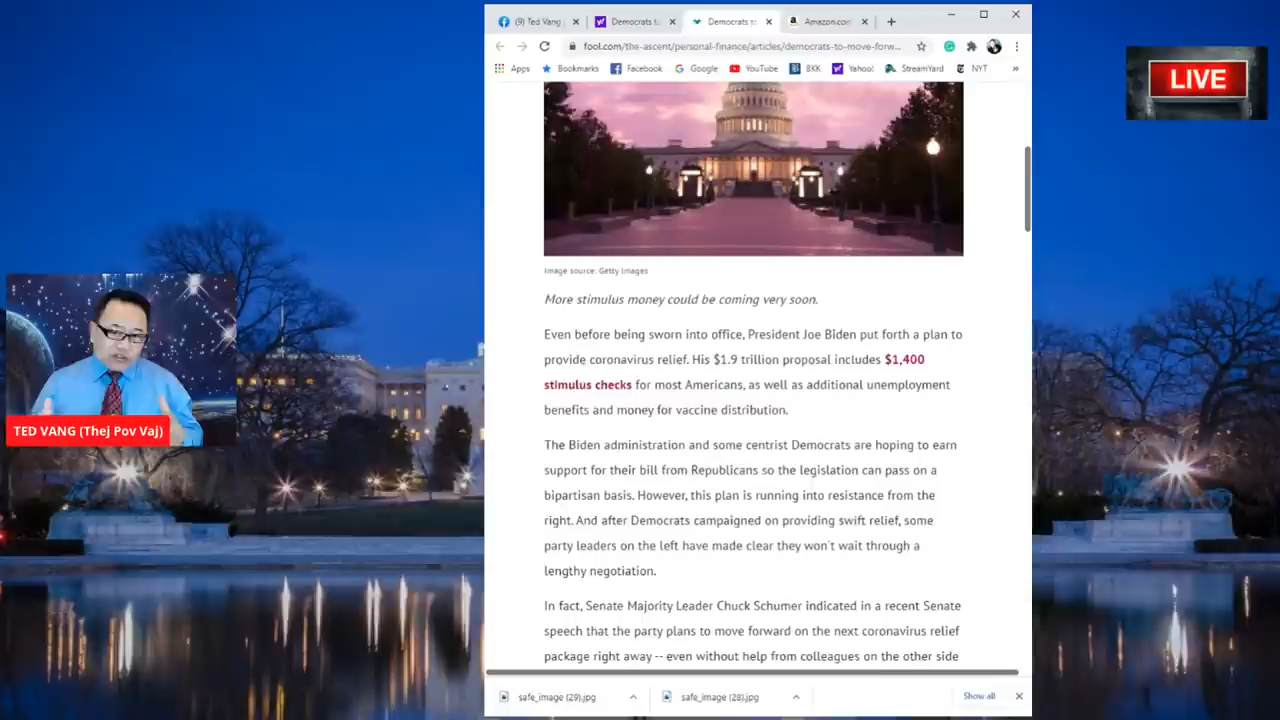 (9) Ted Vang
Democrats to
Democrats to
Amazon.com
fool.com/the-ascent/personal-finance/articles/democrats-to-move-forw...
Apps
Bookmarks
Facebook
Google
YouTube
BKK
Yahoo!
StreamYard
NYT
»
LIVE
Image source: Getty Images
More stimulus money could be coming very soon.
Even before being sworn into office, President Joe Biden put forth a plan to
provide coronavirus relief. His $1.9 trillion proposal includes $1,400
stimulus checks for most Americans, as well as additional unemployment
benefits and money for vaccine distribution.
The Biden administration and some centrist Democrats are hoping to earn
support for their bill from Republicans so the legislation can pass on a
bipartisan basis. However, this plan is running into resistance from the
right. And after Democrats campaigned on providing swift relief, some
party leaders on the left have made clear they won't wait through a
lengthy negotiation.
In fact, Senate Majority Leader Chuck Schumer indicated in a recent Senate
speech that the party plans to move forward on the next coronavirus relief
package right away -- even without help from colleagues on the other side
TED VANG (Thej Pov Vaj)
safe_image (29).jpg
safe_image (28).jpg
Show all